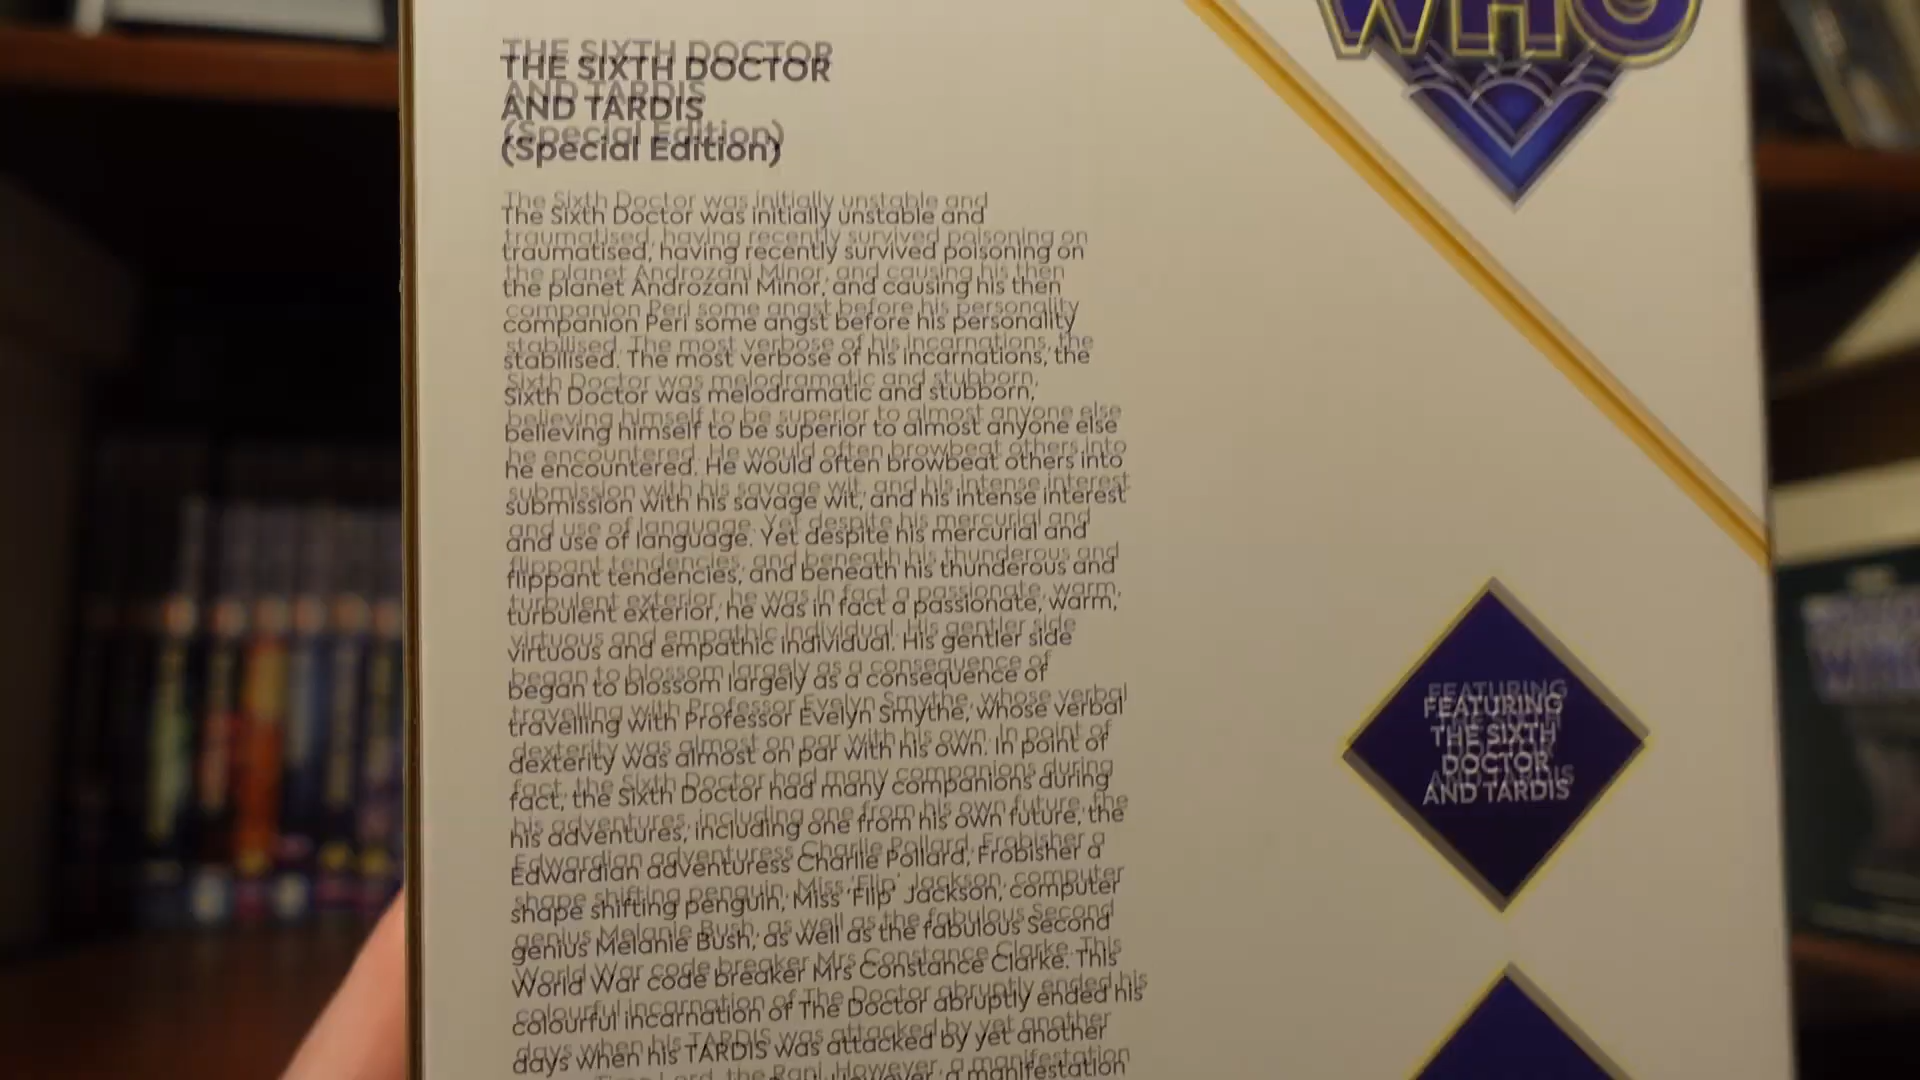 WHO
THE SIXTH DOCTOR
AND TARDIS
(Special Edition)
The Sixth Doctor was initially unstable and
traumatised, having recently survived poisoning on
the planet Androzani Minor, and causing his then
companion Peri some angst before his personality
stabilised. The most verbose of his incarnations, the
Sixth Doctor was melodramatic and stubborn,
believing himself to be superior to almost anyone else
he encountered. He would often browbeat others into
submission with his savage wit, and his intense interest
and use of language. Yet despite his mercurial and
flippant tendencies, and beneath his thunderous and
turbulent exterior, he was in fact a passionate, warm,
virtuous and empathic individual. His gentler side
began to blossom largely as a consequence of
travelling with Professor Evelyn Smythe, whose verbal
dexterity was almost on par with his own. In point of
fact, the Sixth Doctor had many companions during
his adventures, including one from his own future, the
Edwardian adventuress Charlie Pollard, Frobisher a
shape shifting penguin, Miss 'Flip' Jackson, computer
genius Melanie Bush, as well as the fabulous Second
World War code breaker Mrs Constance Clarke. This
colourful incarnation of The Doctor abruptly ended his
days when his TARDIS was attacked by yet another
Time Lord, the Rani. However, a manifestation
FEATURING
THE SIXTH
DOCTOR
AND TARDIS